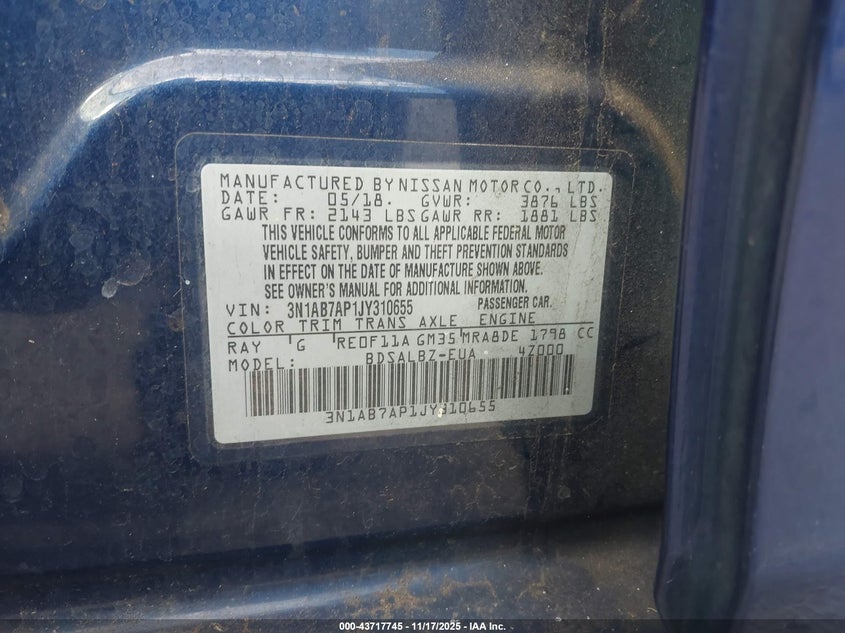 MANUFACTURED BY NISSAN MOTOR CO., LTD.
DATE: 05/18. GVWR: 3876 LBS
GAWR FR: 2143 LBS GAWR RR: 1881 LBS
THIS VEHICLE CONFORMS TO ALL APPLICABLE FEDERAL MOTOR
VEHICLE SAFETY, BUMPER AND THEFT PREVENTION STANDARDS
IN EFFECT ON THE DATE OF MANUFACTURE SHOWN ABOVE.
SEE OWNER'S MANUAL FOR ADDITIONAL INFORMATION.
VIN: 3N1AB7AP1JY310655 PASSENGER CAR.
COLOR TRIM TRANS AXLE ENGINE
RAY G RE0F11A GM35 MRA8DE 1798 CC
MODEL: BDSALBZ-EUA 4Z000
3N1AB7AP1JY310655
000-43717745 - 11/17/2025 - IAA Inc.